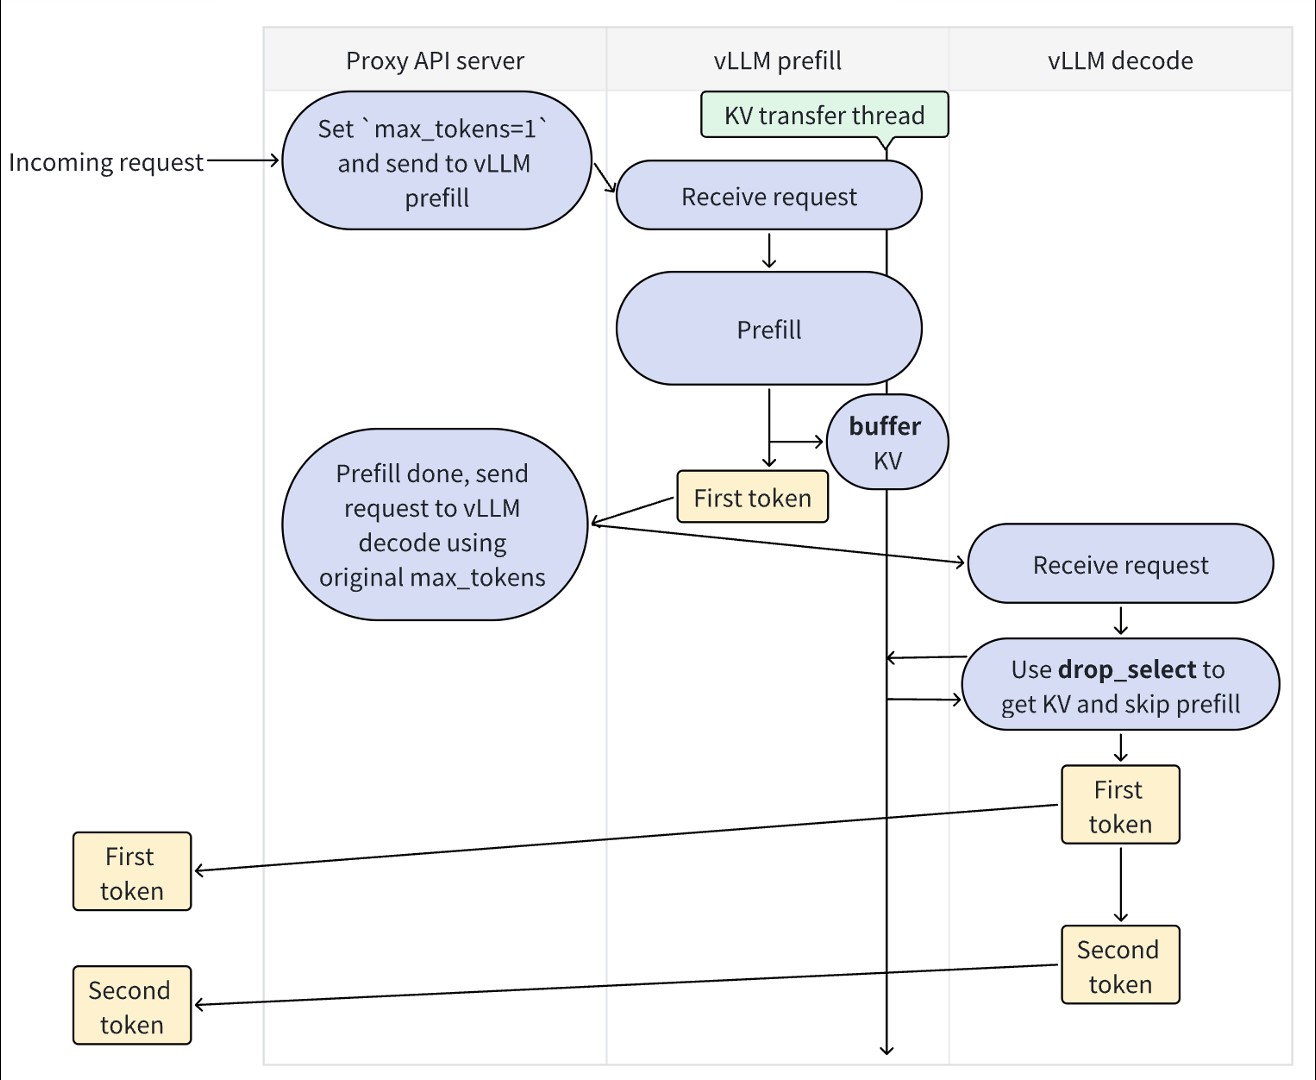 Proxy API server
vLLM prefill
vLLM decode
KV transfer thread
Incoming request
Set `max_tokens=1`
and send to vLLM
prefill
Receive request
Prefill
buffer
KV
First token
Prefill done, send
request to vLLM
decode using
original max_tokens
Receive request
Use drop_select to
get KV and skip prefill
First
token
First
token
Second
token
Second
token